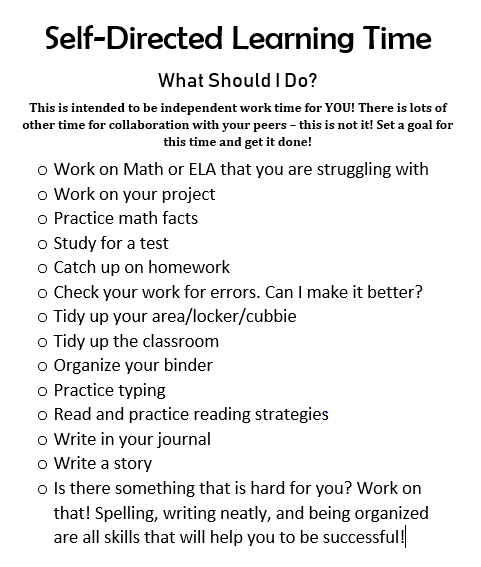 Self-Directed Learning Time
What Should I Do?
This is intended to be independent work time for YOU! There is lots of
other time for collaboration with your peers – this is not it! Set a goal for
this time and get it done!
o Work on Math or ELA that you are struggling with
o Work on your project
o Practice math facts
o Study for a test
o Catch up on homework
o Check your work for errors. Can I make it better?
o Tidy up your area/locker/cubbie
o Tidy up the classroom
o Organize your binder
o Practice typing
o Read and practice reading strategies
o Write in your journal
o Write a story
o Is there something that is hard for you? Work on
that! Spelling, writing neatly, and being organized
are all skills that will help you to be successful!